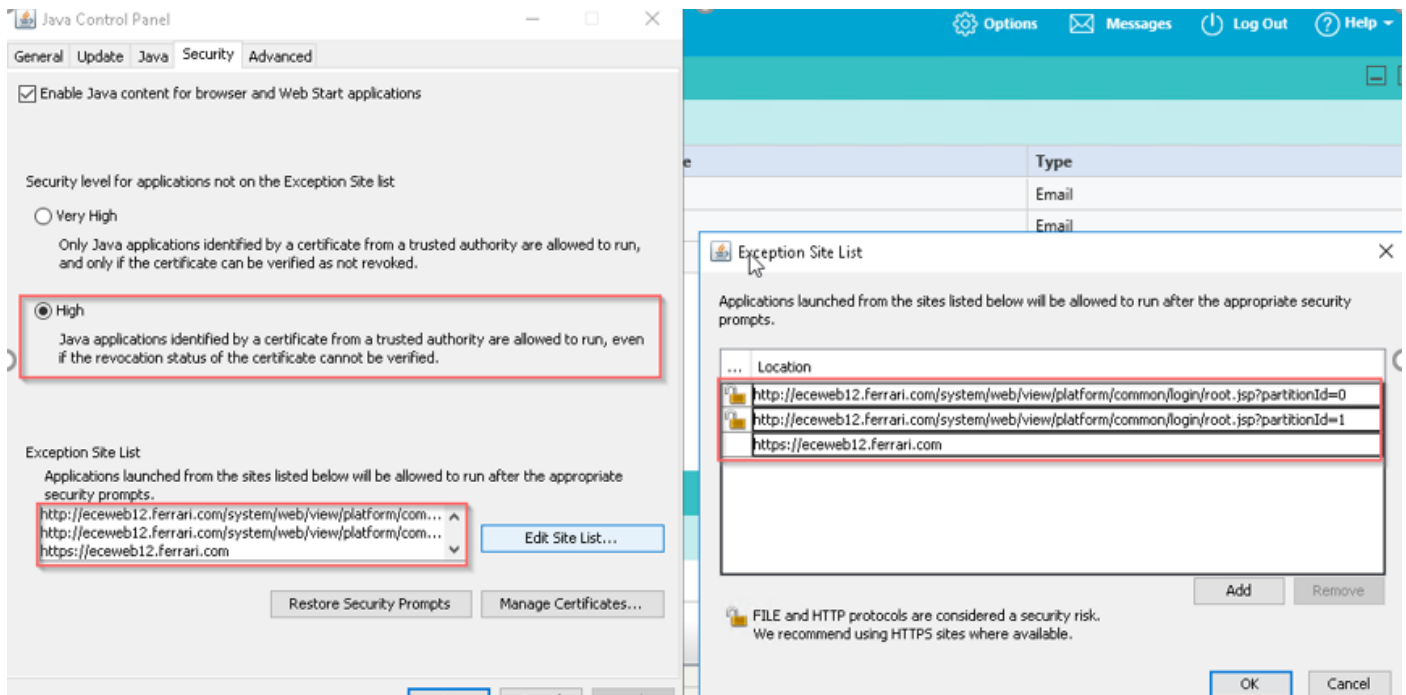 Java Control Panel
General Update Java Security Advanced
Enable Java content for browser and Web Start applications
Security level for applications not on the Exception Site list
Very High
Only Java applications identified by a certificate from a trusted authority are allowed to run,
and only if the certificate can be verified as not revoked.
High
Java applications identified by a certificate from a trusted authority are allowed to run, even
if the revocation status of the certificate cannot be verified.
Exception Site List
Applications launched from the sites listed below will be allowed to run after the appropriate
security prompts.
http://eceweb12.ferrari.com/system/web/view/platform/com...
http://eceweb12.ferrari.com/system/web/view/platform/com...
https://eceweb12.ferrari.com
Edit Site List...
Restore Security Prompts Manage Certificates...
Options Messages Log Out Help
e Type
Email
Email
Exception Site List
Applications launched from the sites listed below will be allowed to run after the appropriate security
prompts.
... Location
http://eceweb12.ferrari.com/system/web/view/platform/common/login/root.jsp?partitionId=0
http://eceweb12.ferrari.com/system/web/view/platform/common/login/root.jsp?partitionId=1
https://eceweb12.ferrari.com
Add Remove
FILE and HTTP protocols are considered a security risk.
We recommend using HTTPS sites where available.
OK Cancel